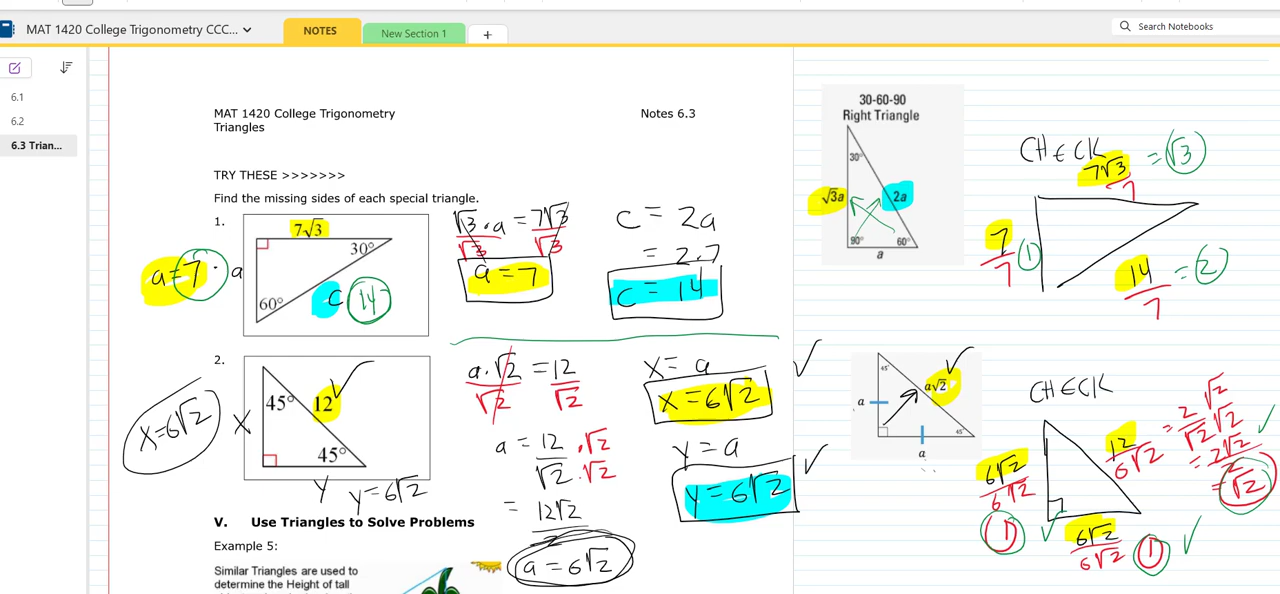 MAT 1420 College Trigonometry CCC...
NOTES
New Section 1
+
Search Notebooks
6.1
6.2
6.3 Trian...
MAT 1420 College Trigonometry
Notes 6.3
Triangles
TRY THESE >>>>>>>
Find the missing sides of each special triangle.
1.
7√3
30°
60°
a = 7 · a
c
14
√3 · a = 7√3
√3 √3
a = 7
c = 2a
= 2.7
c = 14
30-60-90
Right Triangle
30°
√3a
2a
90°
60°
a
CHECK
7√3 = √3
7
7
7
1
14 = 2
7
2.
45°
12
45°
X
X = 6√2
Y
Y = 6√2
a · √2 = 12
√2 √2
a = 12 · √2
√2 · √2
= 12√2
2
a = 6√2
X = a
X = 6√2
Y = a
Y = 6√2
45°
a√2
a
45°
a
CHECK
6√2
6√2
1
12
6√2
= 2 √2
√2 √2
= 2√2
2
= √2
6√2
6√2
1
V. Use Triangles to Solve Problems
Example 5:
Similar Triangles are used to
determine the Height of tall